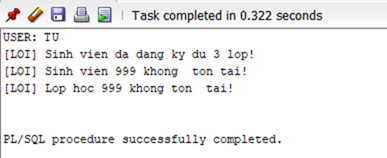 Task completed in 0.322 seconds
USER: TU
[LOI] Sinh vien da dang ky du 3 lop!
[LOI] Sinh vien 999 khong  ton tai!
[LOI] Lop hoc 999 khong ton  tai!
PL/SQL procedure successfully completed.